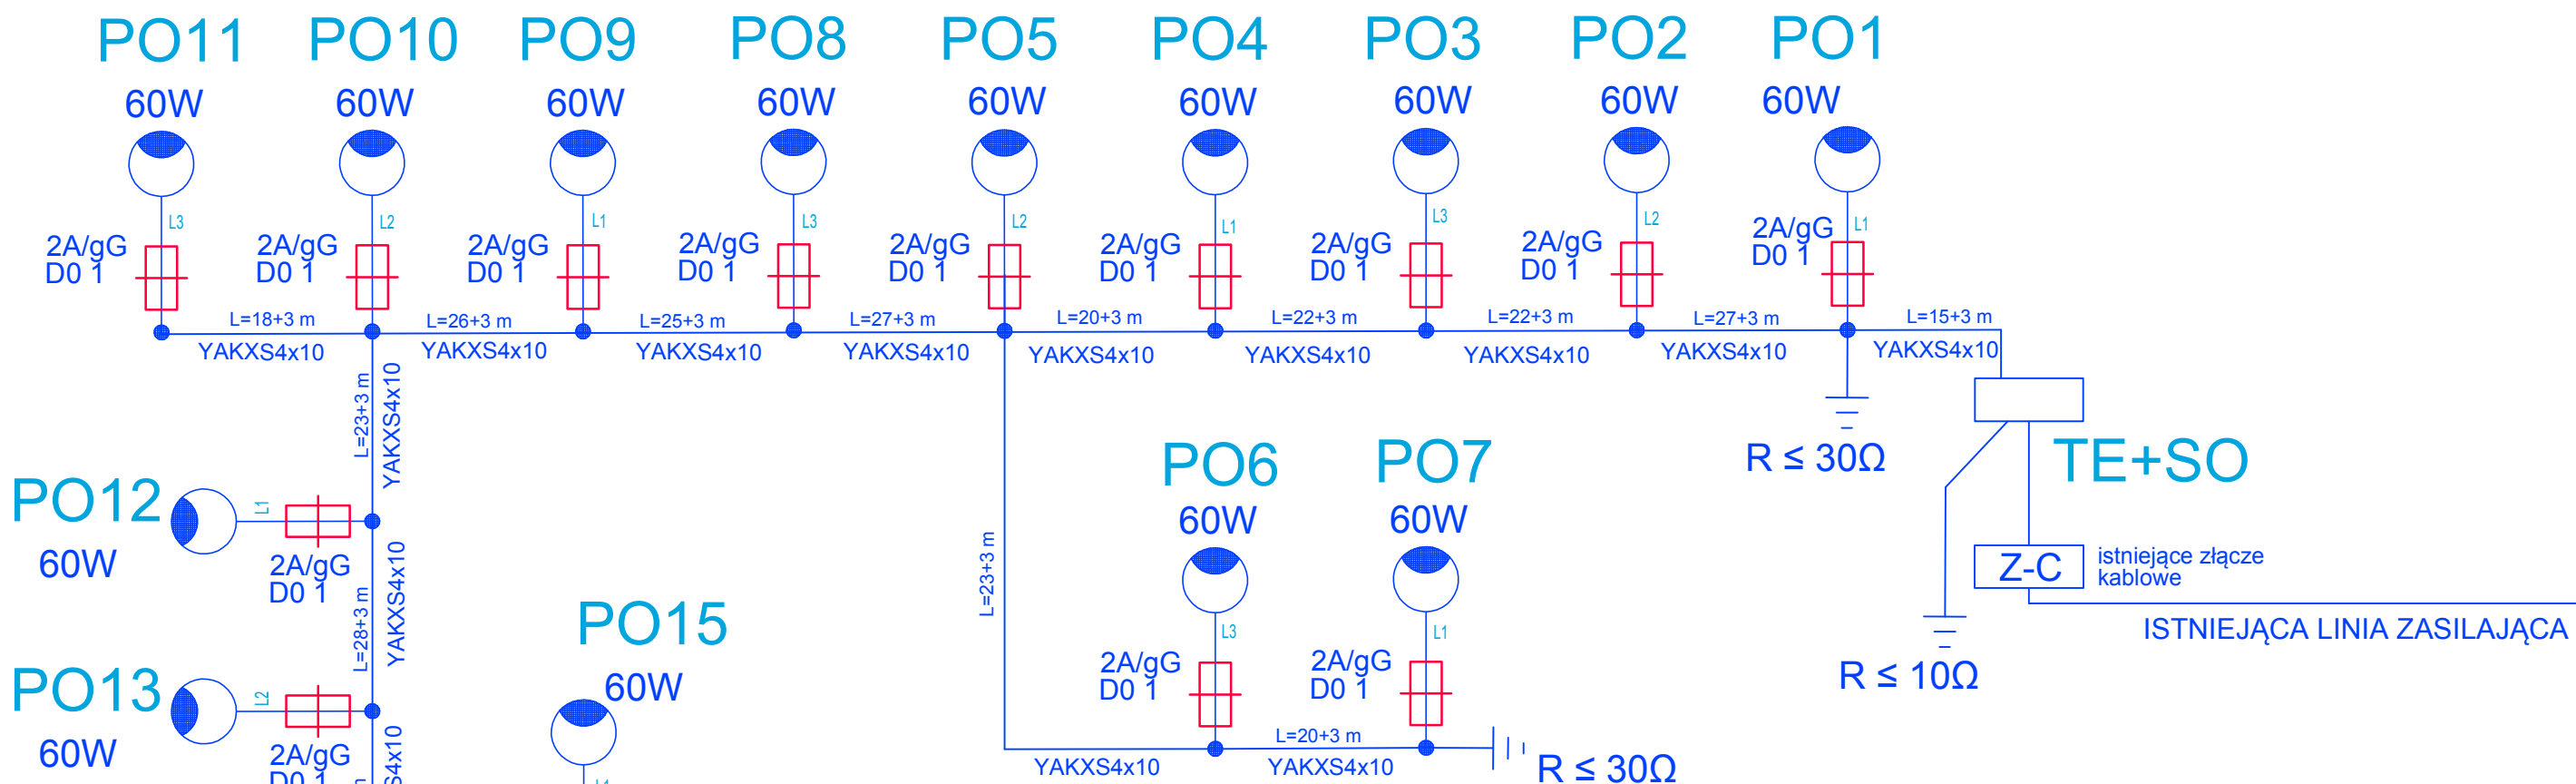 PO11 PO10 PO9 PO8 PO5 PO4 PO3 PO2 PO1
60W 60W 60W 60W 60W 60W 60W 60W 60W
L3 L2 L1 L3 L2 L1 L3 L2 L1
2A/gG 2A/gG 2A/gG 2A/gG 2A/gG 2A/gG 2A/gG 2A/gG 2A/gG
D0 1 D0 1 D0 1 D0 1 D0 1 D0 1 D0 1 D0 1 D0 1
L=18+3 m L=26+3 m L=25+3 m L=27+3 m L=20+3 m L=22+3 m L=22+3 m L=27+3 m L=15+3 m
YAKXS4x10 YAKXS4x10 YAKXS4x10 YAKXS4x10 YAKXS4x10 YAKXS4x10 YAKXS4x10 YAKXS4x10 YAKXS4x10
L=23+3 m
YAKXS4x10
R ≤ 30Ω
TE+SO
PO6 PO7
60W 60W
L3 L1
2A/gG 2A/gG
D0 1 D0 1
L=23+3 m
L=20+3 m
YAKXS4x10 YAKXS4x10
R ≤ 30Ω
Z-C
istniejące złącze
kablowe
ISTNIEJĄCA LINIA ZASILAJĄCA
R ≤ 10Ω
PO12
60W
L1
2A/gG
D0 1
L=28+3 m
YAKXS4x10
PO13
60W
L2
2A/gG
D0 1
PO15
60W
L1